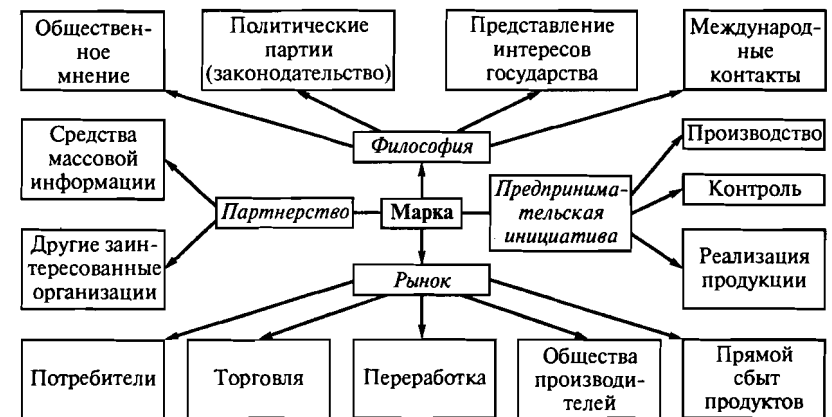 Обществен-
ное
мнение
Политические
партии
(законодательство)
Представление
интересов
государства
Международ-
ные
контакты
Средства
массовой
информации
Философия
Производство
Партнерство
Марка
Предпринима-
тельская
инициатива
Контроль
Другие заин-
тересованные
организации
Рынок
Реализация
продукции
Потребители
Торговля
Переработка
Общества
производи-
телей
Прямой
сбыт
продуктов